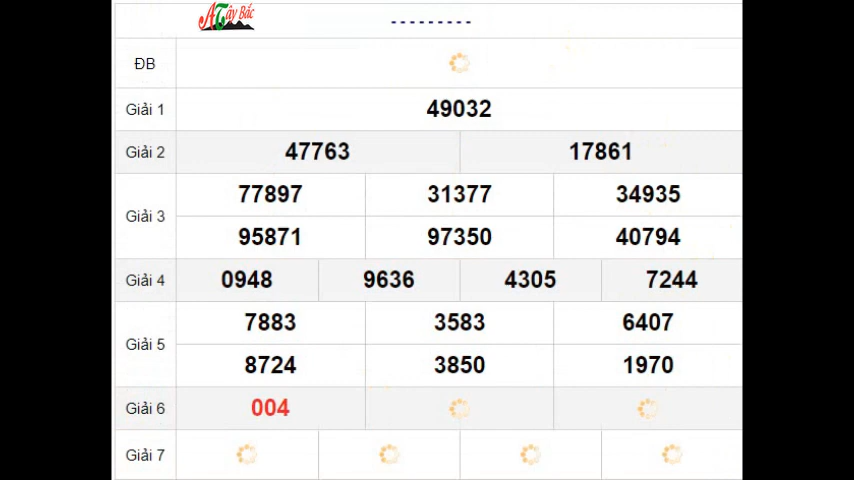 ATây Bắc
---------
ĐB
Giải 1 49032
Giải 2 47763 17861
Giải 3 77897 31377 34935
95871 97350 40794
Giải 4 0948 9636 4305 7244
Giải 5 7883 3583 6407
8724 3850 1970
Giải 6 004
Giải 7